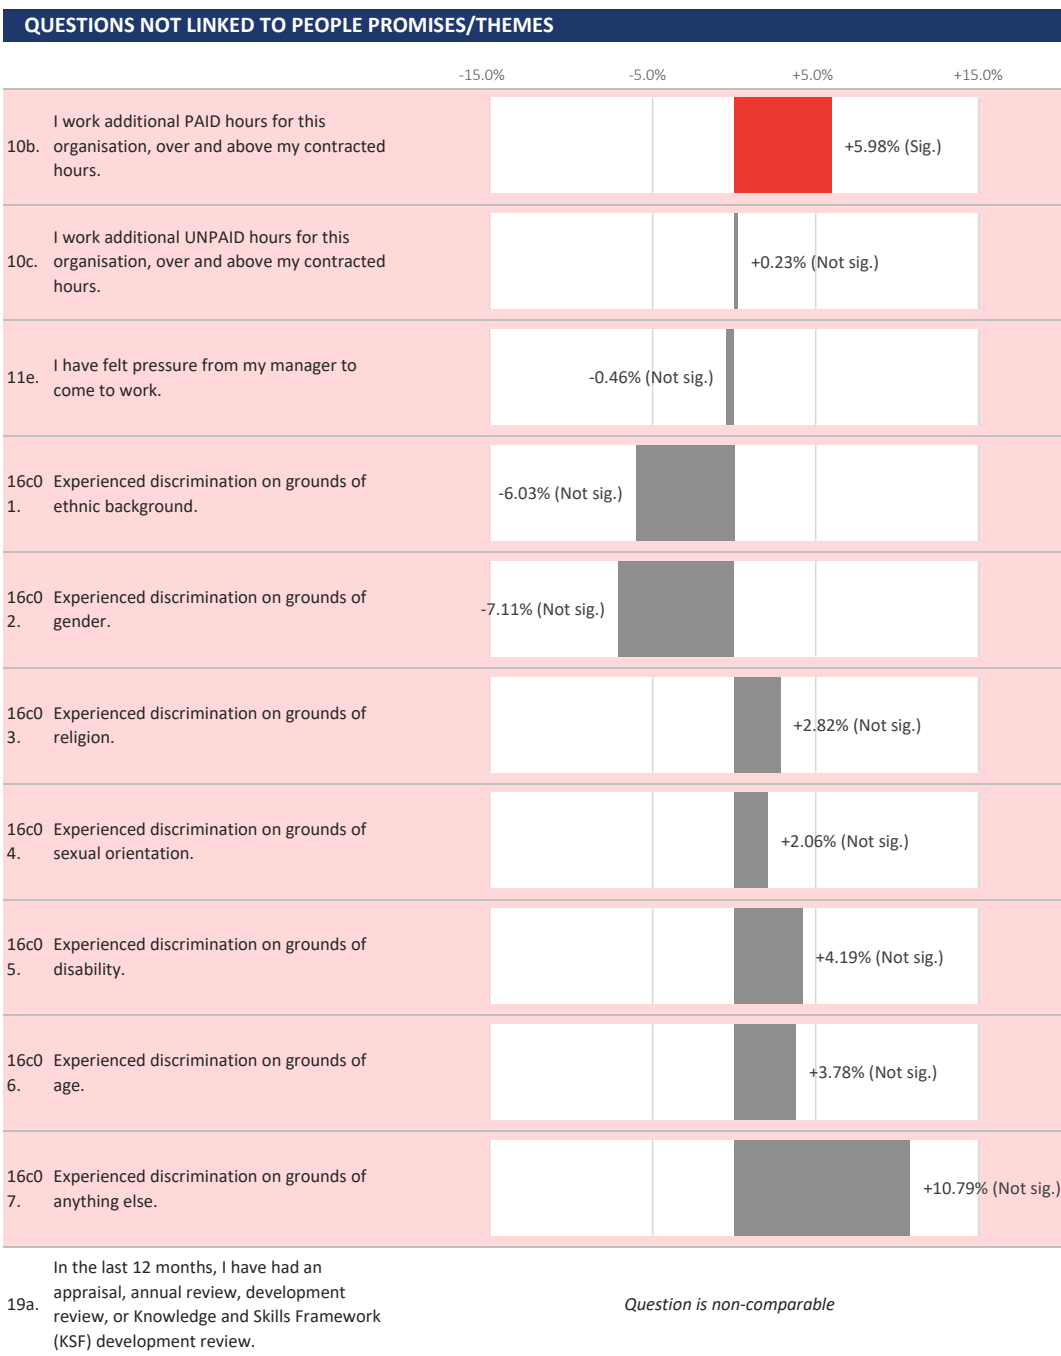 QUESTIONS NOT LINKED TO PEOPLE PROMISES/THEMES
-15.0% -5.0% +5.0% +15.0%
I work additional PAID hours for this
10b. organisation, over and above my contracted +5.98% (Sig.)
hours.
I work additional UNPAID hours for this
10c. organisation, over and above my contracted +0.23% (Not sig.)
hours.
I have felt pressure from my manager to
11e. -0.46% (Not sig.)
come to work.
16c0 Experienced discrimination on grounds of
-6.03% (Not sig.)
1. ethnic background.
16c0 Experienced discrimination on grounds of
-7.11% (Not sig.)
2. gender.
16c0 Experienced discrimination on grounds of
+2.82% (Not sig.)
3. religion.
16c0 Experienced discrimination on grounds of
+2.06% (Not sig.)
4. sexual orientation.
16c0 Experienced discrimination on grounds of
+4.19% (Not sig.)
5. disability.
16c0 Experienced discrimination on grounds of
+3.78% (Not sig.)
6. age.
16c0 Experienced discrimination on grounds of
+10.79% (Not sig.)
7. anything else.
In the last 12 months, I have had an
appraisal, annual review, development
19a. Question is non-comparable
review, or Knowledge and Skills Framework
(KSF) development review.